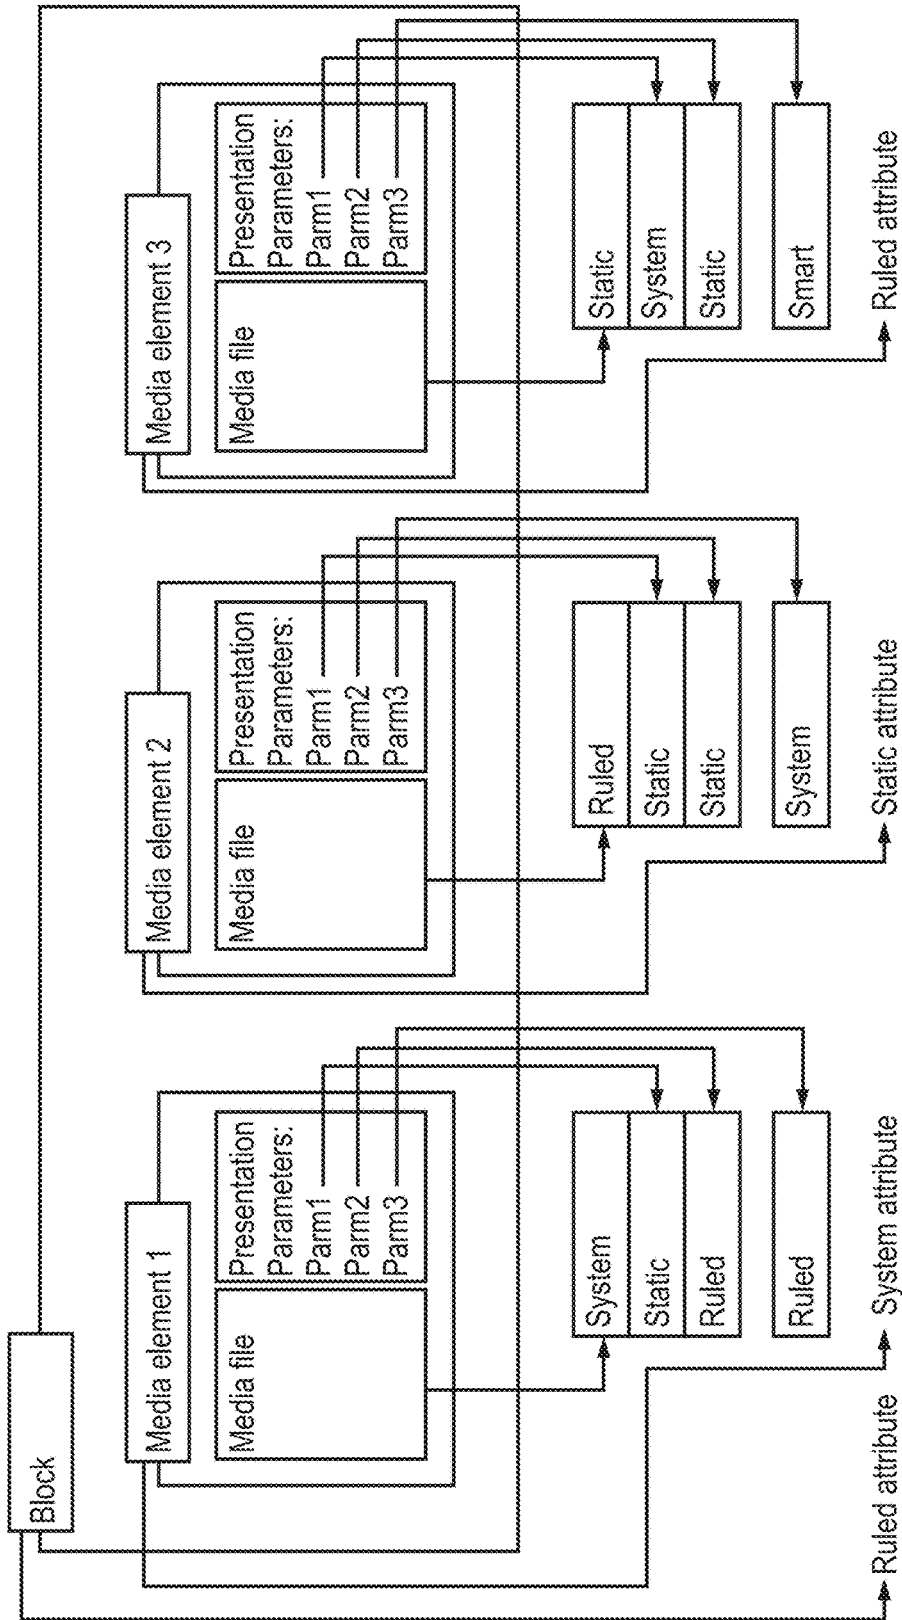 Block
Media element 1
Media file
Presentation
Parameters:
Parm1
Parm2
Parm3
System
Static
Ruled
Ruled
Ruled attribute
System attribute
Media element 2
Media file
Presentation
Parameters:
Parm1
Parm2
Parm3
Ruled
Static
Static
System
Static attribute
Media element 3
Media file
Presentation
Parameters:
Parm1
Parm2
Parm3
Static
System
Static
Smart
Ruled attribute